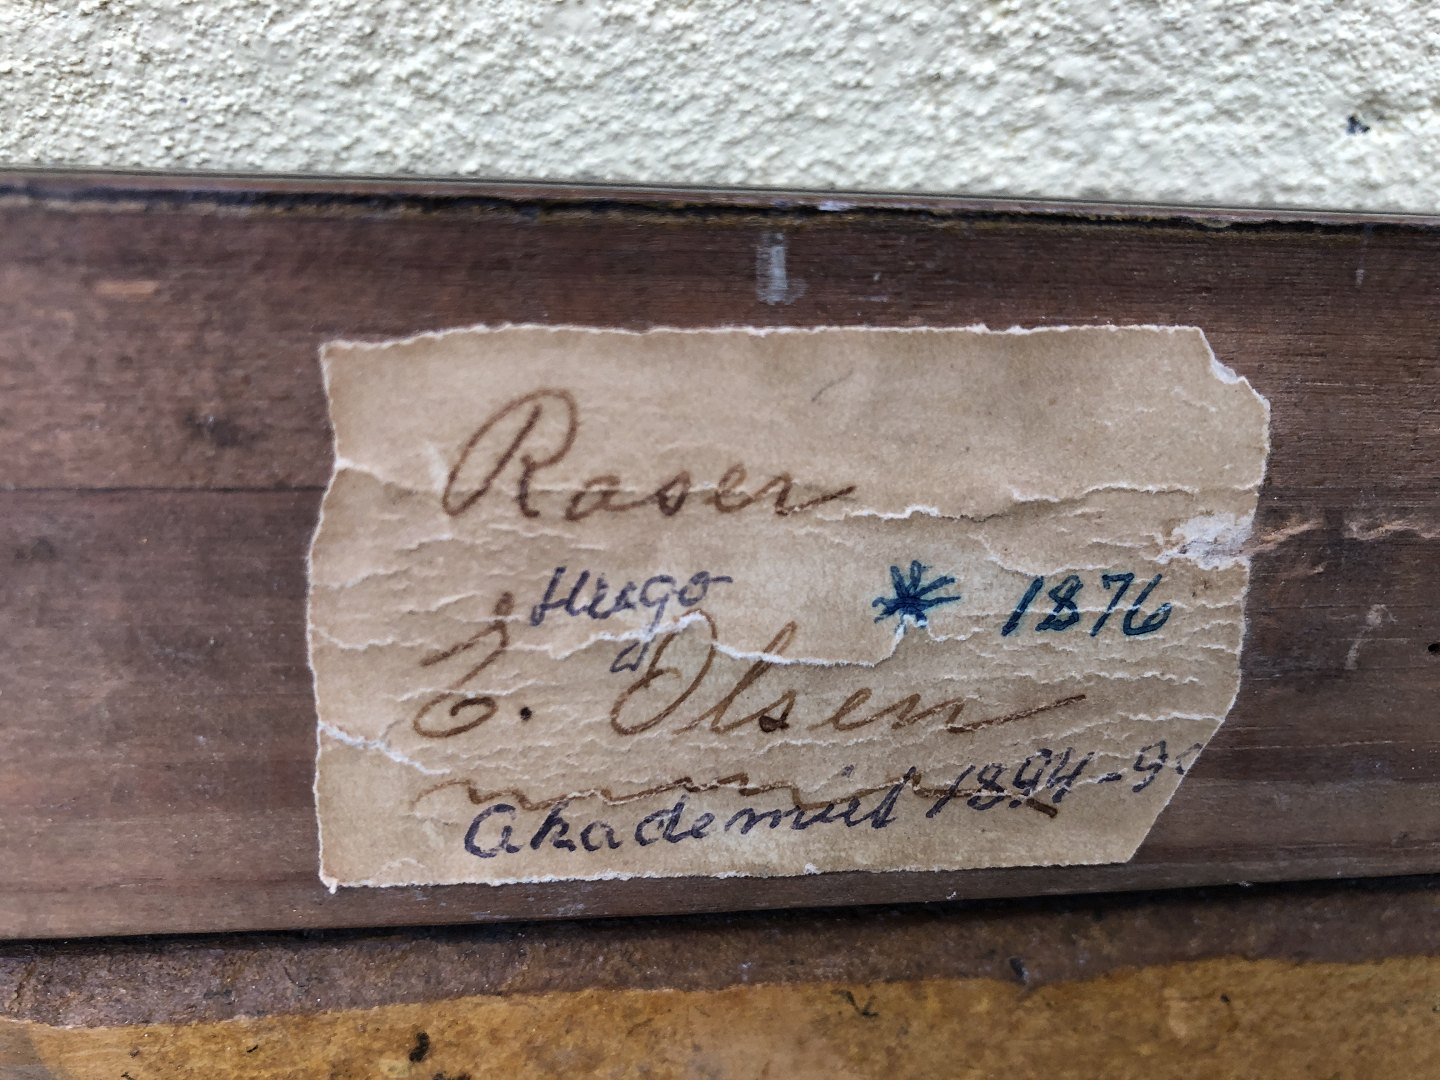 Roser
Hugo * 1876
E. Olsen
Akademiet 1894-9